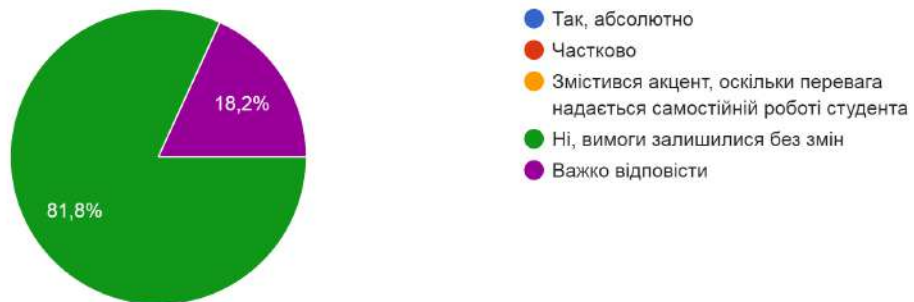 18,2%
81,8%
Так, абсолютно
Частково
Змістився акцент, оскільки перевага
надається самостійній роботі студента
Ні, вимоги залишилися без змін
Важко відповісти